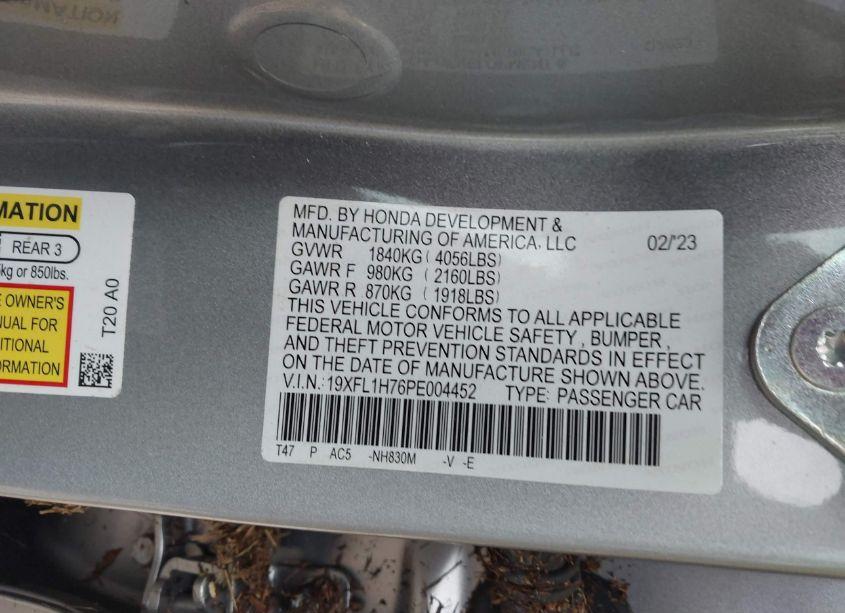 MATION
REAR 3
kg or 850lbs.
OWNER'S
UAL FOR
ITIONAL
ORMATION
T20 A0
MFD. BY HONDA DEVELOPMENT &
MANUFACTURING OF AMERICA, LLC 02/'23
GVWR 1840KG (4056LBS)
GAWR F 980KG (2160LBS)
GAWR R 870KG (1918LBS)
THIS VEHICLE CONFORMS TO ALL APPLICABLE
FEDERAL MOTOR VEHICLE SAFETY, BUMPER,
AND THEFT PREVENTION STANDARDS IN EFFECT
ON THE DATE OF MANUFACTURE SHOWN ABOVE.
V.I.N.: 19XFL1H76PE004452 TYPE: PASSENGER CAR
T47 P AC5 -NH830M -V -E